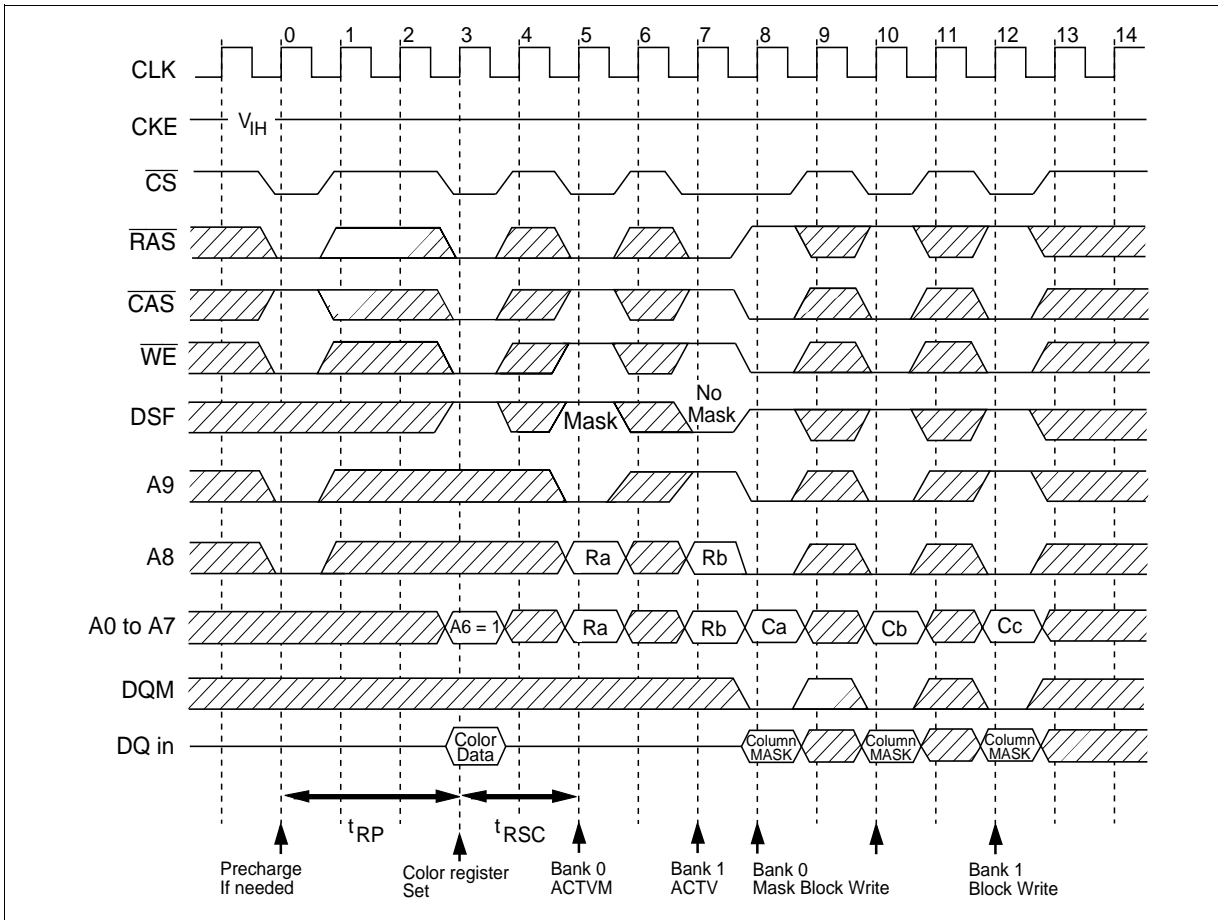 0 1 2 3 4 5 6 7 8 9 10 11 12 13 14
CLK
CKE VIH
CS
RAS
CAS
WE
DSF Mask No Mask
A9
A8 Ra Rb
A0 to A7 A6 = 1 Ra Rb Ca Cb Cc
DQM
DQ in Color Data Column MASK Column MASK Column MASK
tRP tRSC
Precharge If needed
Color register Set
Bank 0 ACTVM
Bank 1 ACTV
Bank 0 Mask Block Write
Bank 1 Block Write